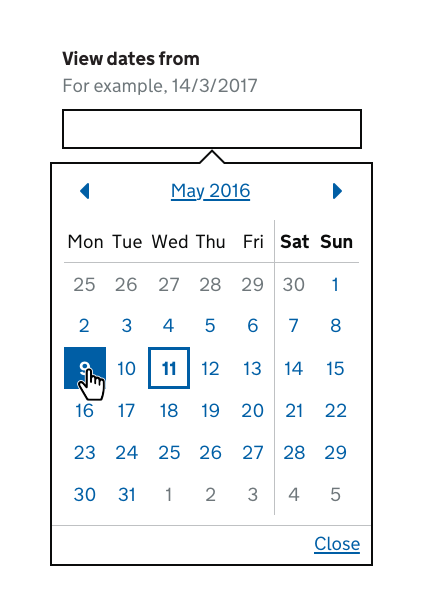 View dates from
For example, 14/3/2017
May 2016
Mon Tue Wed Thu Fri Sat Sun
25 26 27 28 29 30 1
2 3 4 5 6 7 8
9 10 11 12 13 14 15
16 17 18 19 20 21 22
23 24 25 26 27 28 29
30 31 1 2 3 4 5
Close